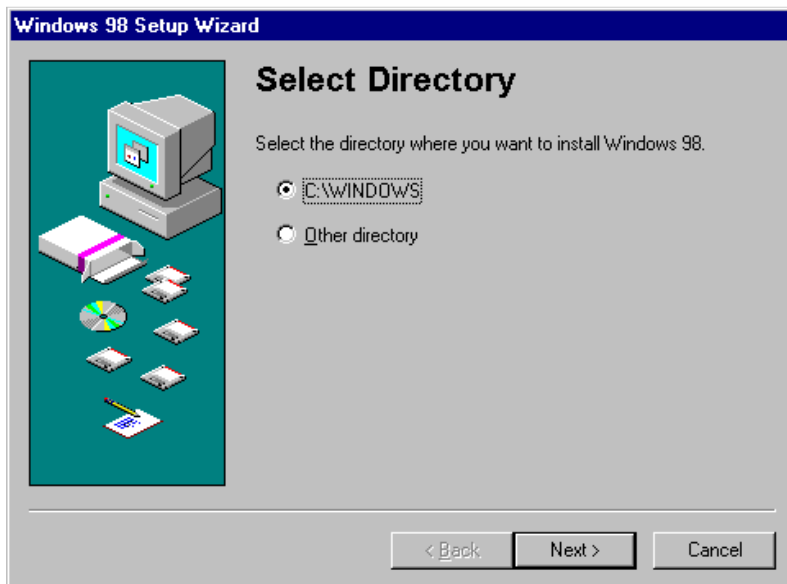 Windows 98 Setup Wizard
Select Directory
Select the directory where you want to install Windows 98.
C:\WINDOWS
Other directory
< Back
Next >
Cancel